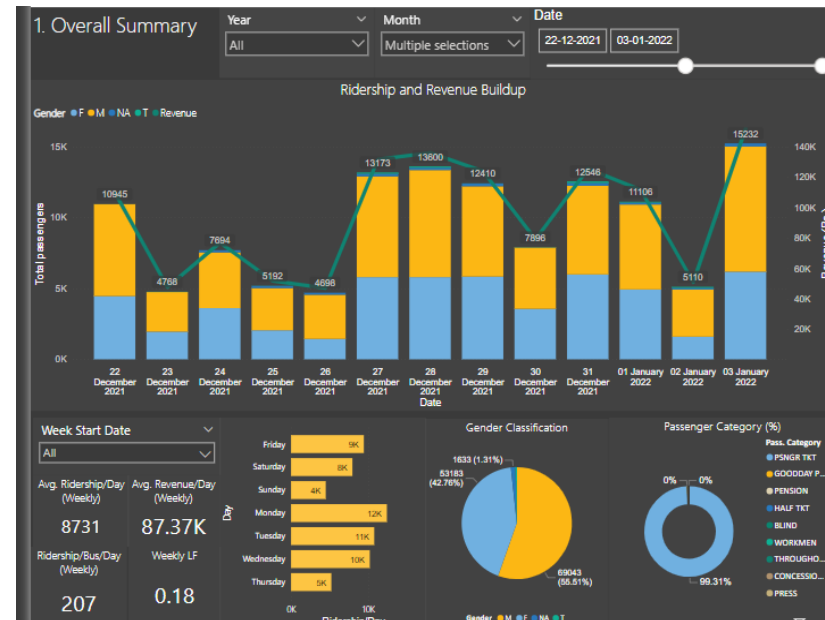 1. Overall Summary
Year
All
Month
Multiple selections
Date
22-12-2021 03-01-2022
Ridership and Revenue Buildup
Gender F M NA T Revenue
Total passengers
15K
10K
5K
0K
140K
120K
100K
80K
60K
40K
20K
10945
4768
7694
5192
4698
13173
13600
12410
7896
12546
11106
5110
15232
22 December 2021
23 December 2021
24 December 2021
25 December 2021
26 December 2021
27 December 2021
28 December 2021
29 December 2021
30 December 2021
31 December 2021
01 January 2022
02 January 2022
03 January 2022
Date
Week Start Date
All
Avg. Ridership/Day (Weekly)
8731
Avg. Revenue/Day (Weekly)
87.37K
Ridership/Bus/Day (Weekly)
207
Weekly LF
0.18
Day
Friday 9K
Saturday 8K
Sunday 4K
Monday 12K
Tuesday 11K
Wednesday 10K
Thursday 5K
0K 10K
Ridership/Day
Gender Classification
1633 (1.31%)
53183
(42.76%)
69043
(55.51%)
Gender M F NA T
Passenger Category (%)
0% 0%
99.31%
Pass. Category
PSNGR TKT
GOODDAY P...
PENSION
HALF TKT
BLIND
WORKMEN
THROUGHO...
CONCESSIO...
PRESS